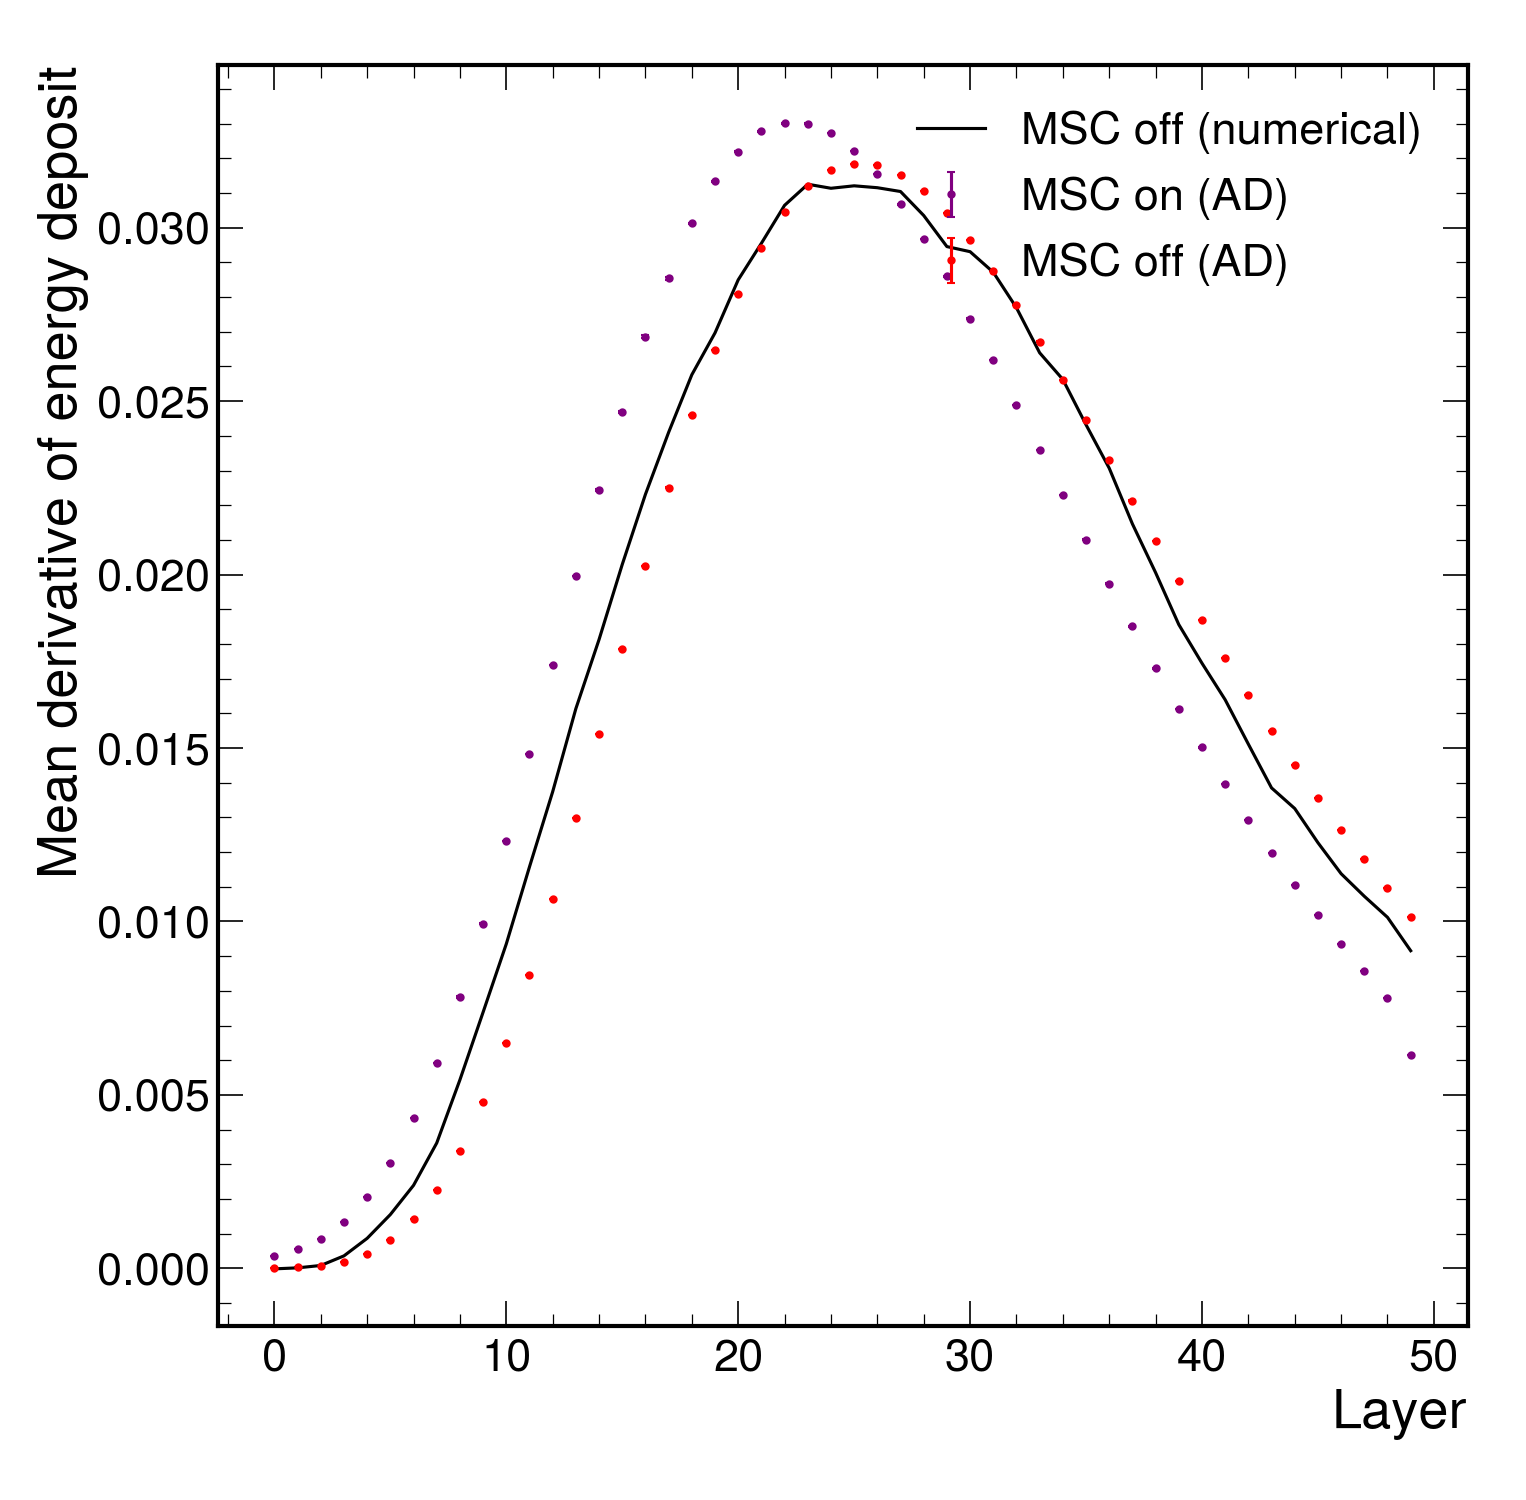 Mean derivative of energy deposit
0.030
0.025
0.020
0.015
0.010
0.005
0.000
MSC off (numerical)
MSC on (AD)
MSC off (AD)
0 10 20 30 40 50
Layer